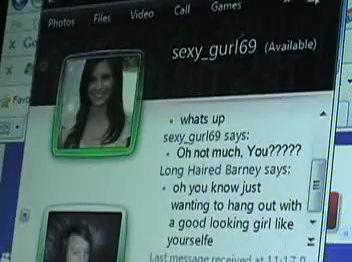 Photos Files Video Call Games
sexy_gurl69 (Available)
Favo
• whats up
sexy_gurl69 says:
• Oh not much, You?????
Long Haired Barney says:
• oh you know just
wanting to hang out with
a good looking girl like
yourselfe
Last message received at 11:17